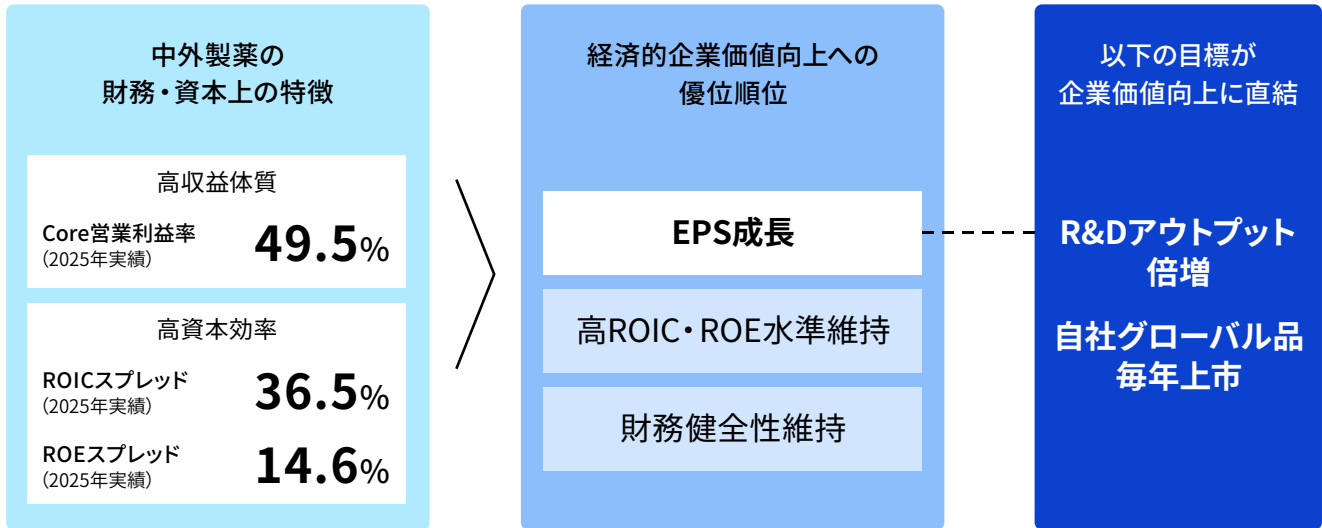 中外製薬の
財務・資本上の特徴
高収益体質
Core営業利益率
（2025年実績）
49.5%
高資本効率
ROICスプレッド
（2025年実績）
36.5%
ROEスプレッド
（2025年実績）
14.6%
経済的企業価値向上への
優位順位
EPS成長
高ROIC・ROE水準維持
財務健全性維持
以下の目標が
企業価値向上に直結
R&Dアウトプット
倍増
自社グローバル品
毎年上市